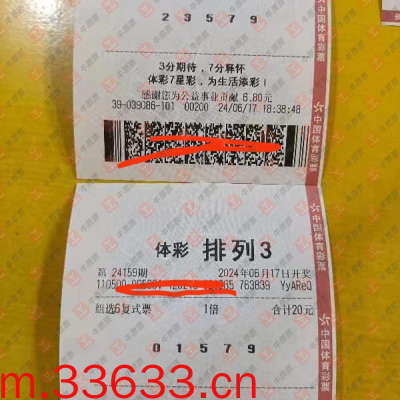 2 3 5 7 9
3分期待，7分释怀
体彩7星彩，为生活添彩！
感谢您为公益事业贡献 6.80元
39-039086-101 00200 24/06/17 18:38:48
中国体育彩票
体彩 排列3
第 24159期 2024年06月17日开奖
110500 763839 YyAReQ
组选6复式票 1倍 合计20元
0 1 5 7 9
中国体育彩票
m.33633.cn